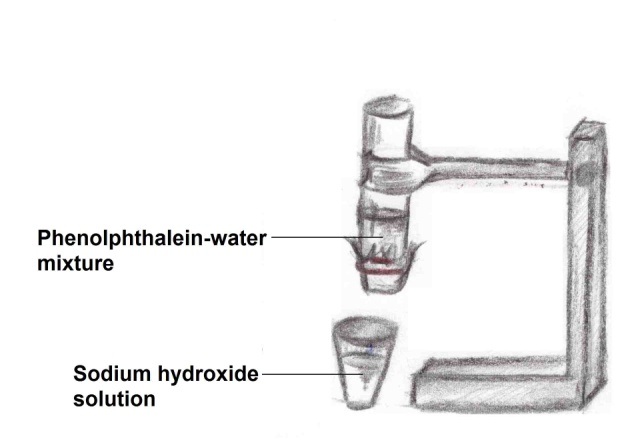 Phenolphthalein-water
mixture
Sodium hydroxide
solution